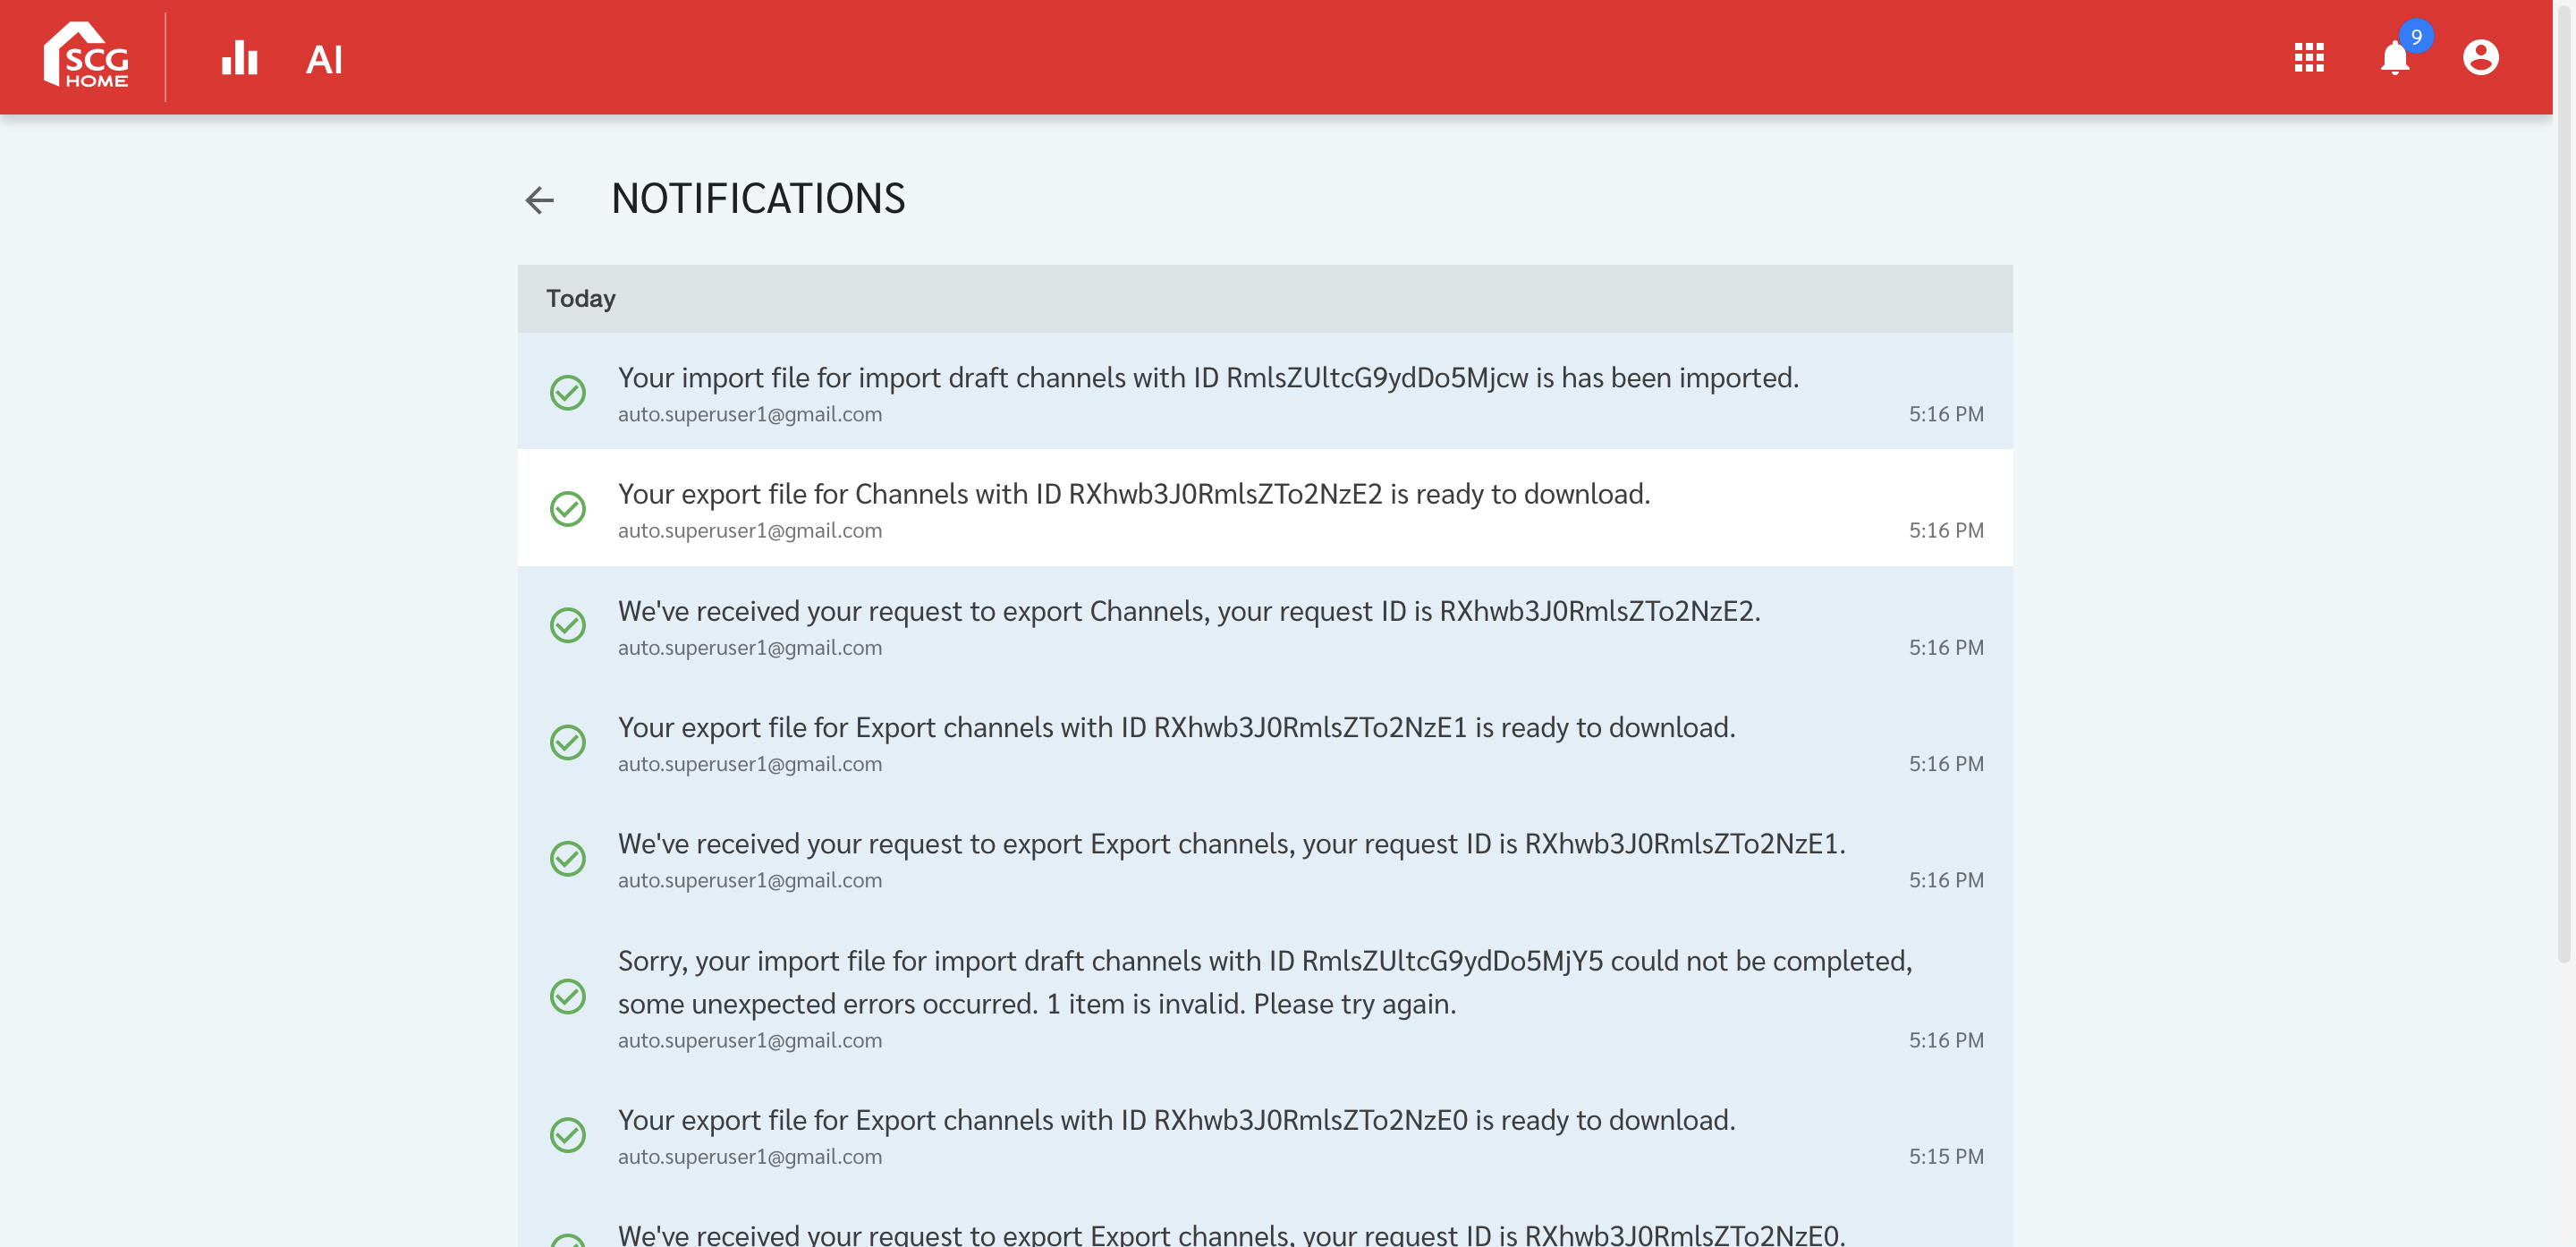 SCG
HOME
AI
9
NOTIFICATIONS
Today
Your import file for import draft channels with ID RmlsZUltcG9ydDo5Mjcw is has been imported.
auto.superuser1@gmail.com
5:16 PM
Your export file for Channels with ID RXhwb3J0RmlsZTo2NzE2 is ready to download.
auto.superuser1@gmail.com
5:16 PM
We've received your request to export Channels, your request ID is RXhwb3J0RmlsZTo2NzE2.
auto.superuser1@gmail.com
5:16 PM
Your export file for Export channels with ID RXhwb3J0RmlsZTo2NzE1 is ready to download.
auto.superuser1@gmail.com
5:16 PM
We've received your request to export Export channels, your request ID is RXhwb3J0RmlsZTo2NzE1.
auto.superuser1@gmail.com
5:16 PM
Sorry, your import file for import draft channels with ID RmlsZUltcG9ydDo5MjY5 could not be completed,
some unexpected errors occurred. 1 item is invalid. Please try again.
auto.superuser1@gmail.com
5:16 PM
Your export file for Export channels with ID RXhwb3J0RmlsZTo2NzE0 is ready to download.
auto.superuser1@gmail.com
5:15 PM
We've received your request to export Export channels, your request ID is RXhwb3J0RmlsZTo2NzE0.